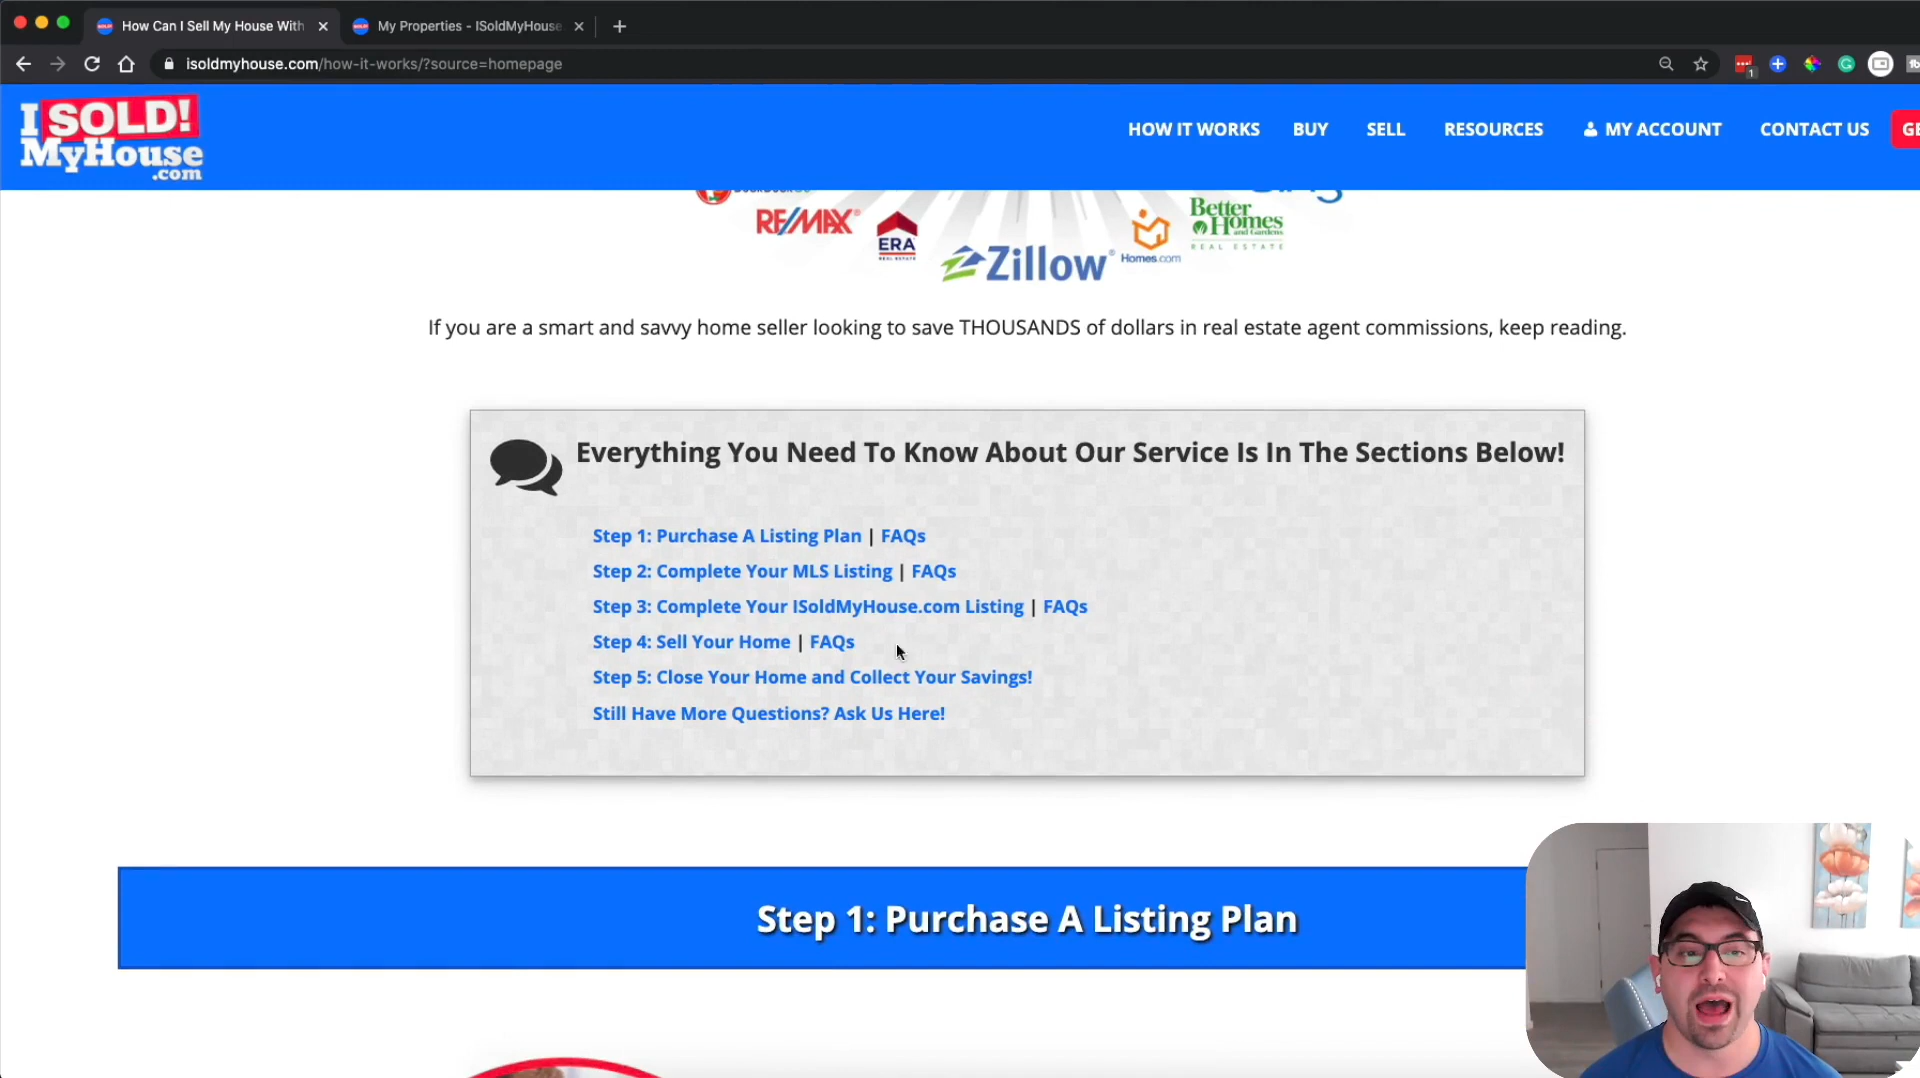 How Can I Sell My House With
My Properties - ISoldMyHouse
isoldmyhouse.com/how-it-works/?source=homepage
1
I SOLD!
MyHouse
.com
HOW IT WORKS
BUY
SELL
RESOURCES
MY ACCOUNT
CONTACT US
GE
RE/MAX
ERA
REAL ESTATE
Zillow
Homes.com
Better
Homes
and Gardens
REAL ESTATE
If you are a smart and savvy home seller looking to save THOUSANDS of dollars in real estate agent commissions, keep reading.
Everything You Need To Know About Our Service Is In The Sections Below!
Step 1: Purchase A Listing Plan | FAQs
Step 2: Complete Your MLS Listing | FAQs
Step 3: Complete Your ISoldMyHouse.com Listing | FAQs
Step 4: Sell Your Home | FAQs
Step 5: Close Your Home and Collect Your Savings!
Still Have More Questions? Ask Us Here!
Step 1: Purchase A Listing Plan